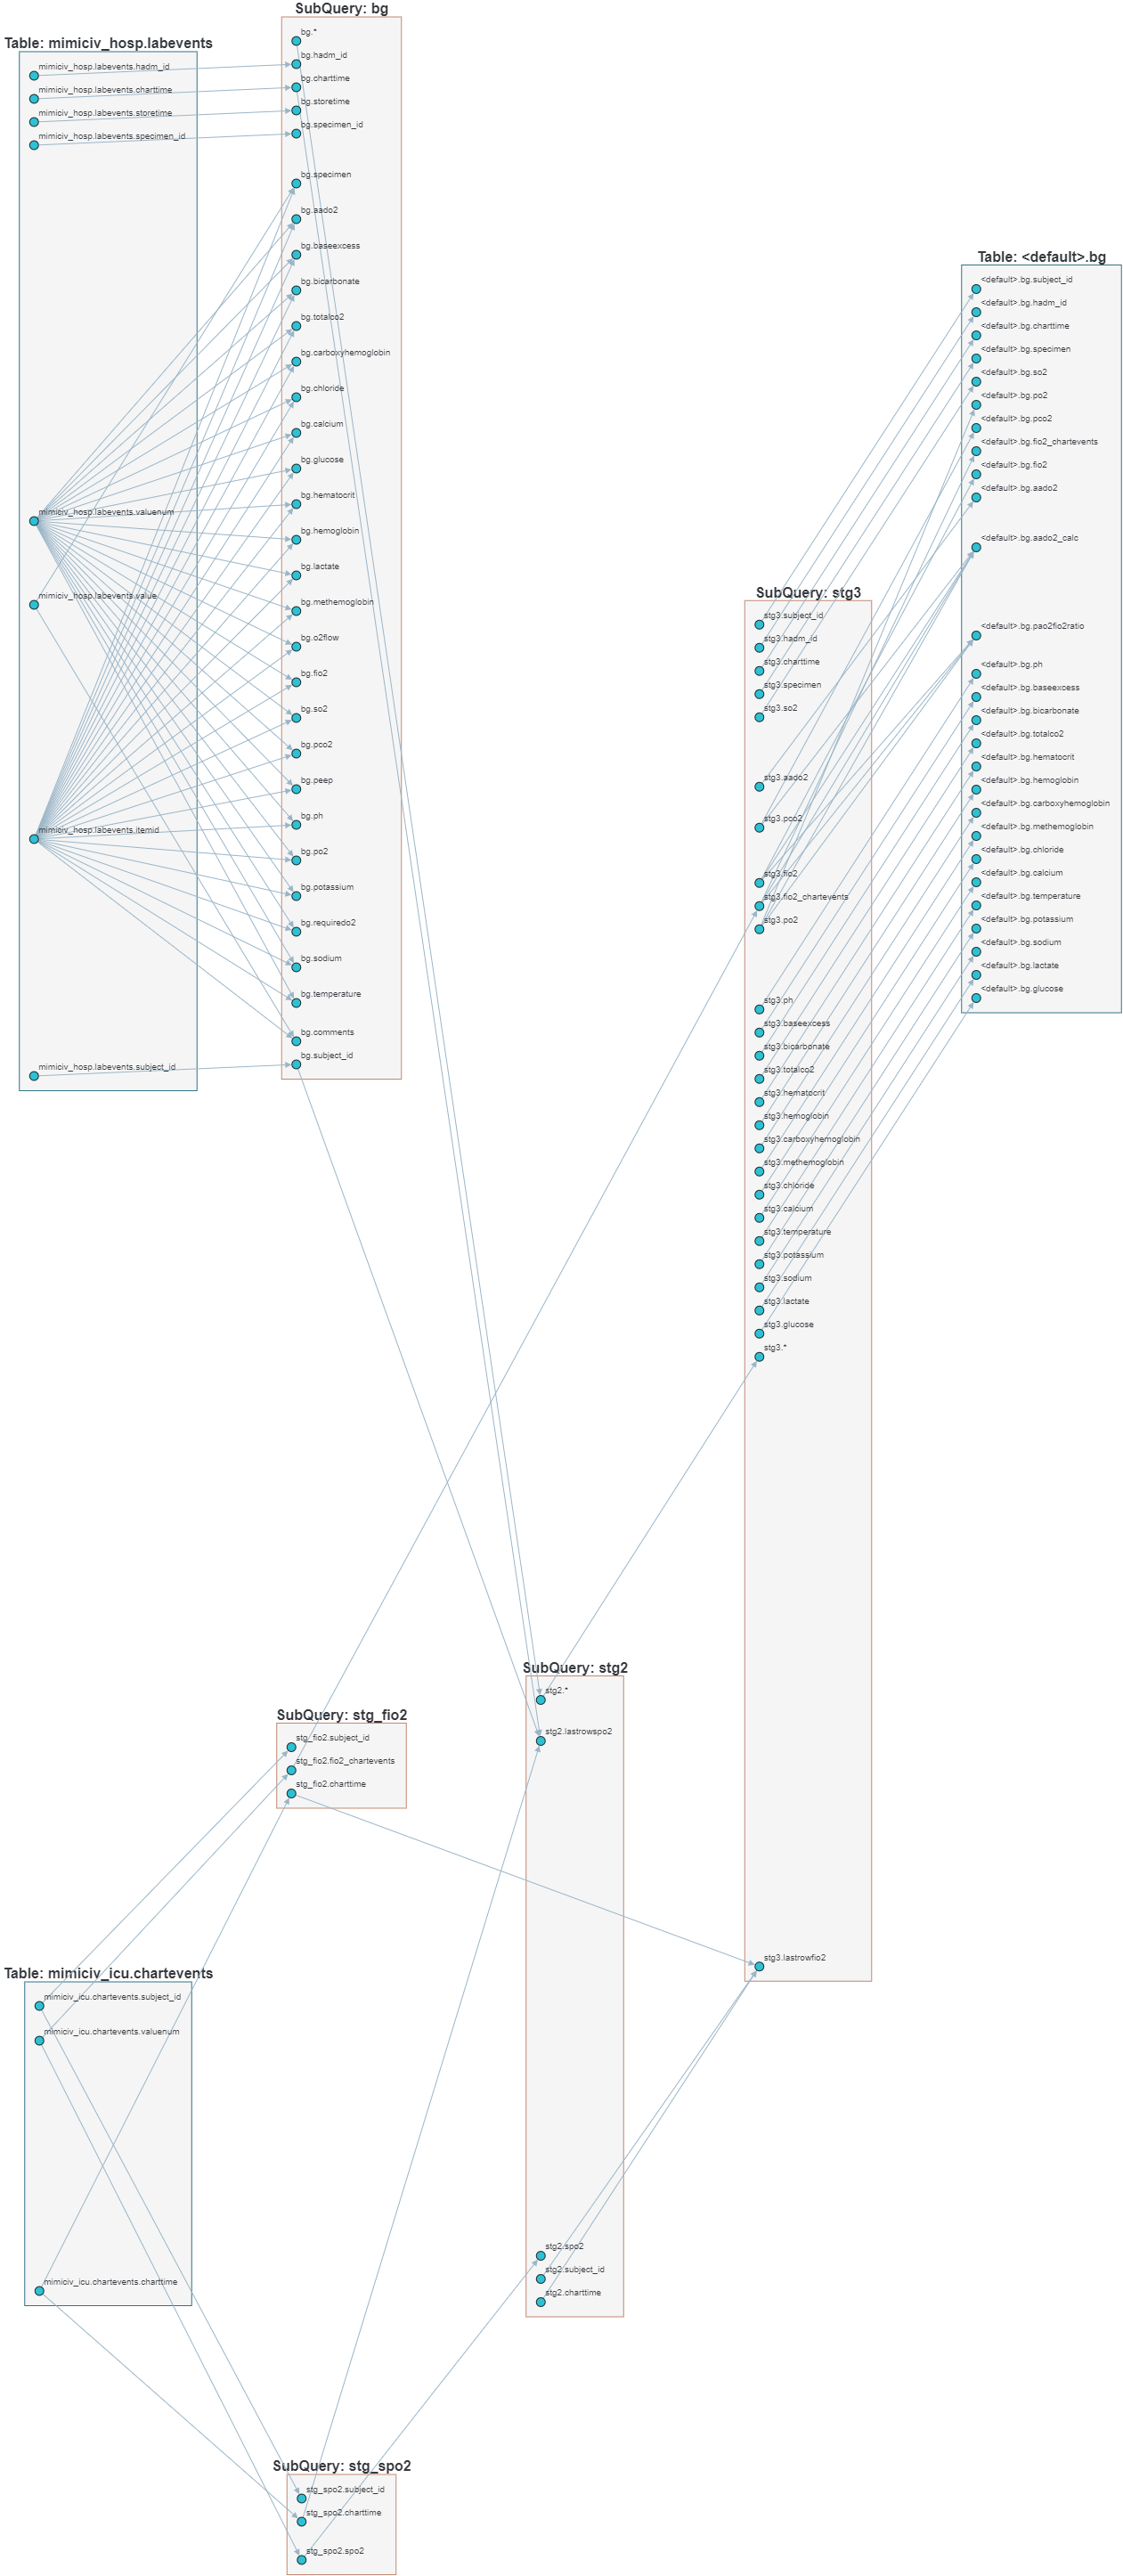 SubQuery: bg
bg.*
bg.hadm_id
bg.charttime
bg.storetime
bg.specimen_id
bg.specimen
bg.aado2
bg.baseexcess
bg.bicarbonate
bg.totalco2
bg.carboxyhemoglobin
bg.chloride
bg.calcium
bg.glucose
bg.hematocrit
bg.hemoglobin
bg.lactate
bg.methemoglobin
bg.o2flow
bg.fio2
bg.so2
bg.pco2
bg.peep
bg.ph
bg.po2
bg.potassium
bg.requiredo2
bg.sodium
bg.temperature
bg.comments
bg.subject_id
Table: mimiciv_hosp.labevents
mimiciv_hosp.labevents.hadm_id
mimiciv_hosp.labevents.charttime
mimiciv_hosp.labevents.storetime
mimiciv_hosp.labevents.specimen_id
mimiciv_hosp.labevents.valuenum
mimiciv_hosp.labevents.value
mimiciv_hosp.labevents.itemid
mimiciv_hosp.labevents.subject_id
Table: <default>.bg
<default>.bg.subject_id
<default>.bg.hadm_id
<default>.bg.charttime
<default>.bg.specimen
<default>.bg.so2
<default>.bg.po2
<default>.bg.pco2
<default>.bg.fio2_chartevents
<default>.bg.fio2
<default>.bg.aado2
<default>.bg.aado2_calc
<default>.bg.pao2fio2ratio
<default>.bg.ph
<default>.bg.baseexcess
<default>.bg.bicarbonate
<default>.bg.totalco2
<default>.bg.hematocrit
<default>.bg.hemoglobin
<default>.bg.carboxyhemoglobin
<default>.bg.methemoglobin
<default>.bg.chloride
<default>.bg.calcium
<default>.bg.temperature
<default>.bg.potassium
<default>.bg.sodium
<default>.bg.lactate
<default>.bg.glucose
SubQuery: stg3
stg3.subject_id
stg3.hadm_id
stg3.charttime
stg3.specimen
stg3.so2
stg3.aado2
stg3.pco2
stg3.fio2
stg3.fio2_chartevents
stg3.po2
stg3.ph
stg3.baseexcess
stg3.bicarbonate
stg3.totalco2
stg3.hematocrit
stg3.hemoglobin
stg3.carboxyhemoglobin
stg3.methemoglobin
stg3.chloride
stg3.calcium
stg3.temperature
stg3.potassium
stg3.sodium
stg3.lactate
stg3.glucose
stg3.*
stg3.lastrowfio2
SubQuery: stg2
stg2.*
stg2.lastrowspo2
stg2.spo2
stg2.subject_id
stg2.charttime
SubQuery: stg_fio2
stg_fio2.subject_id
stg_fio2.fio2_chartevents
stg_fio2.charttime
Table: mimiciv_icu.chartevents
mimiciv_icu.chartevents.subject_id
mimiciv_icu.chartevents.valuenum
mimiciv_icu.chartevents.charttime
SubQuery: stg_spo2
stg_spo2.subject_id
stg_spo2.charttime
stg_spo2.spo2